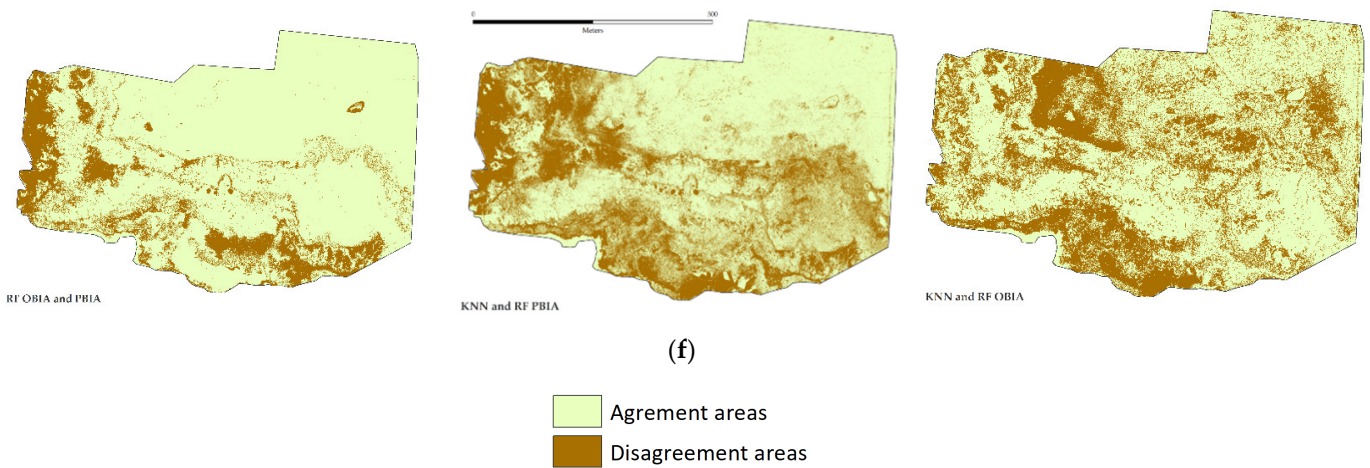 0 500
Meters
RF OBIA and PBIA
KNN and RF PBIA
KNN and RF OBIA
(f)
Agrement areas
Disagreement areas